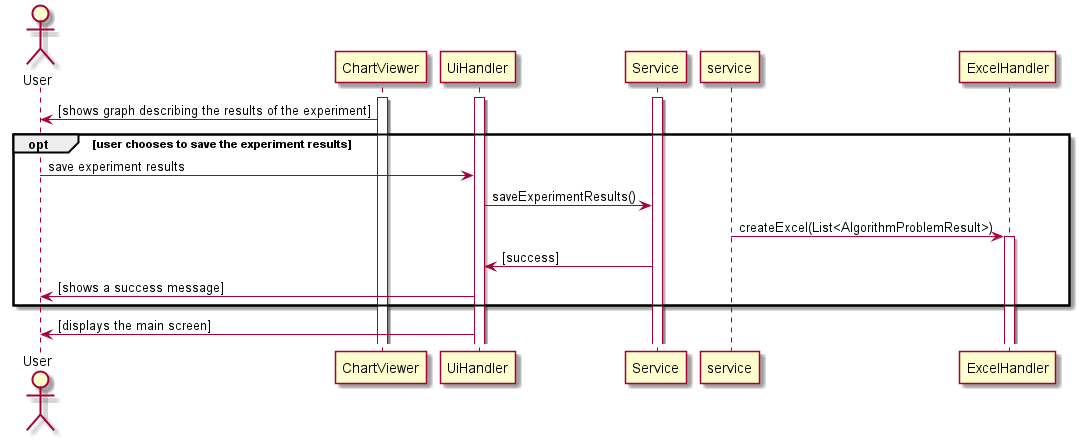 User
ChartViewer
UiHandler
Service
service
ExcelHandler
[shows graph describing the results of the experiment]
opt
[user chooses to save the experiment results]
save experiment results
saveExperimentResults()
createExcel(List<AlgorithmProblemResult>)
[success]
[shows a success message]
[displays the main screen]
User
ChartViewer
UiHandler
Service
service
ExcelHandler